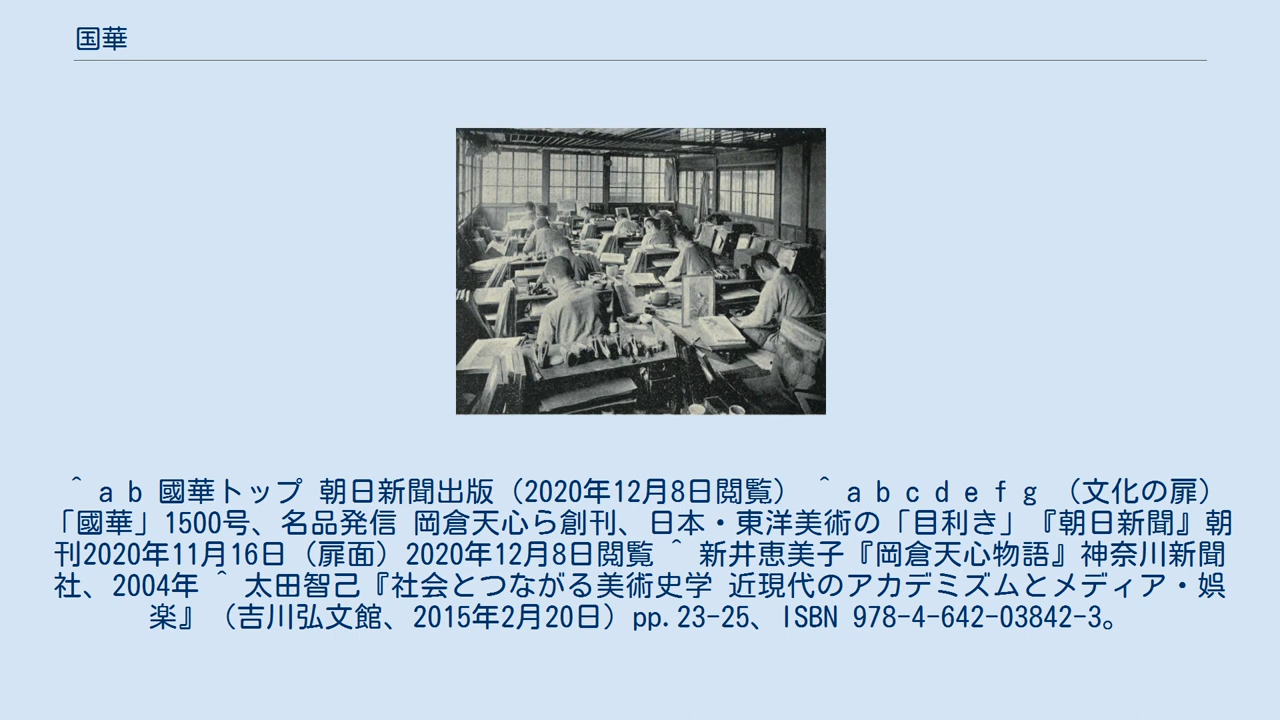 国華
＾ a b 國華トップ 朝日新聞出版（2020年12月8日閲覧） ＾ a b c d e f g （文化の扉）
「國華」1500号、名品発信 岡倉天心ら創刊、日本・東洋美術の「目利き」『朝日新聞』朝
刊2020年11月16日（扉面）2020年12月8日閲覧 ＾ 新井恵美子『岡倉天心物語』神奈川新聞
社、2004年 ＾ 太田智己『社会とつながる美術史学 近現代のアカデミズムとメディア・娯
楽』（吉川弘文館、2015年2月20日）pp.23-25、ISBN 978-4-642-03842-3。